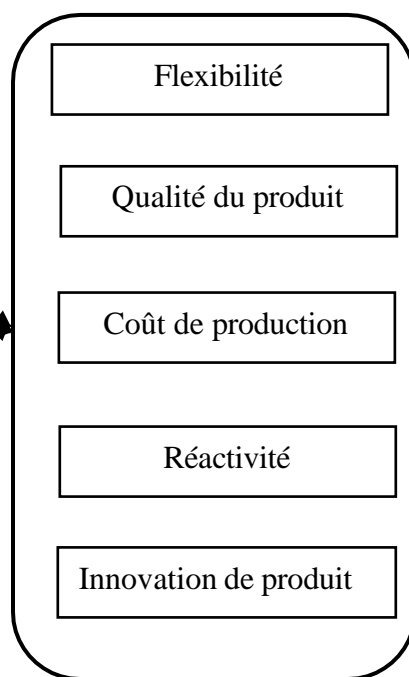 Flexibilité
Qualité du produit
Coût de production
Réactivité
Innovation de produit